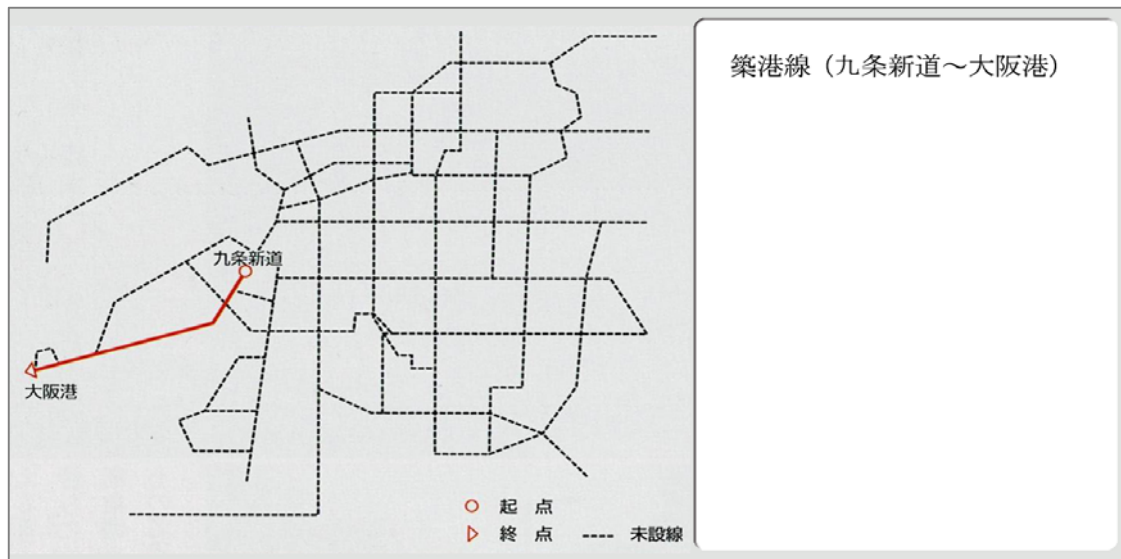 築港線（九条新道～大阪港）
九条新道
大阪港
起 点
終 点
未設線